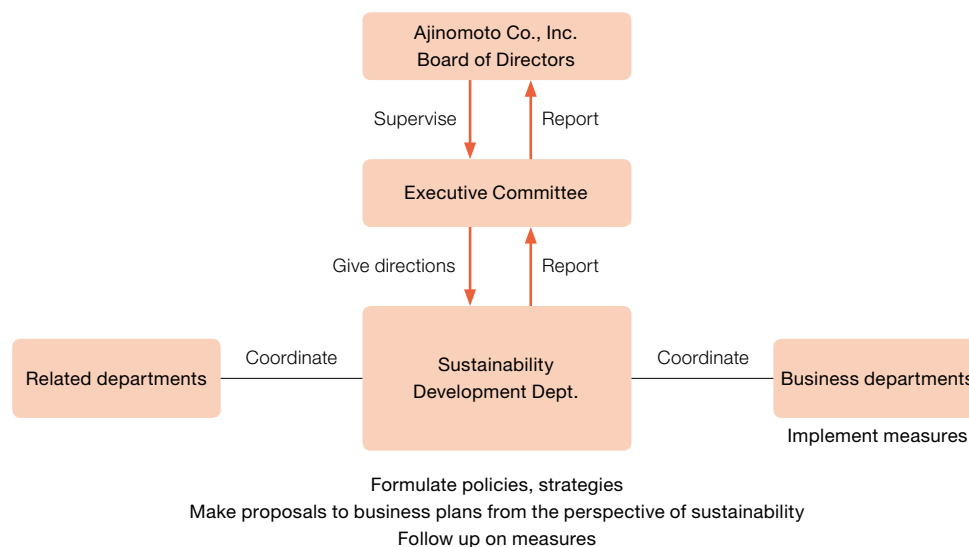 Ajinomoto Co., Inc.
Board of Directors
Supervise
Report
Executive Committee
Give directions
Report
Related departments
Coordinate
Sustainability
Development Dept.
Coordinate
Business departments
Implement measures
Formulate policies, strategies
Make proposals to business plans from the perspective of sustainability
Follow up on measures